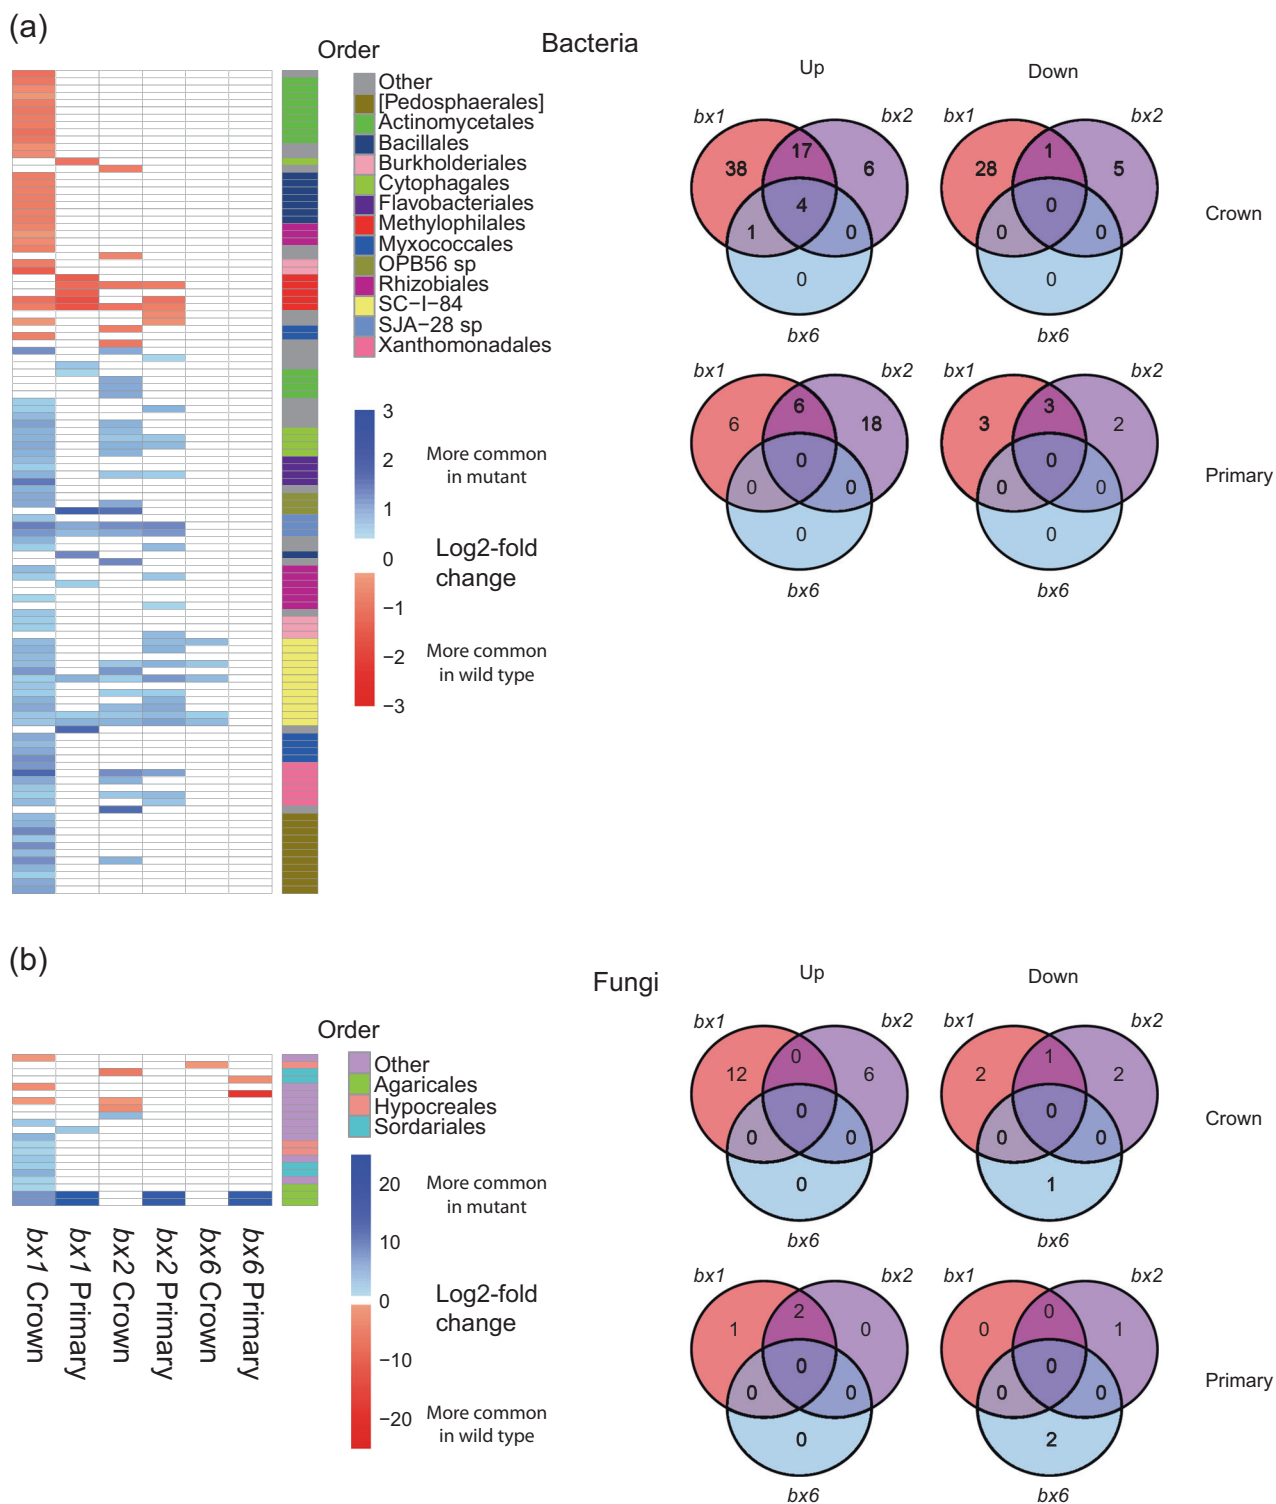 (a)
Bacteria
Order
Other
[Pedosphaerales]
Actinomycetales
Bacillales
Burkholderiales
Cytophagales
Flavobacteriales
Methylophilales
Myxococcales
OPB56 sp
Rhizobiales
SC−I−84
SJA−28 sp
Xanthomonadales
3
2
1
0
−1
−2
−3
More common
in mutant
Log2-fold
change
More common
in wild type
Up
Down
bx1
bx2
38
17
6
4
1
0
0
bx6
bx1
bx2
28
1
5
0
0
0
0
bx6
Crown
bx1
bx2
6
6
18
0
0
0
0
bx6
bx1
bx2
3
3
2
0
0
0
0
bx6
Primary
(b)
Fungi
Order
Other
Agaricales
Hypocreales
Sordariales
20
10
0
−10
−20
More common
in mutant
Log2-fold
change
More common
in wild type
bx1 Crown
bx1 Primary
bx2 Crown
bx2 Primary
bx6 Crown
bx6 Primary
Up
Down
bx1
bx2
12
0
6
0
0
0
0
bx6
bx1
bx2
2
1
2
0
0
0
1
bx6
Crown
bx1
bx2
1
2
0
0
0
0
0
bx6
bx1
bx2
0
0
1
0
0
0
2
bx6
Primary